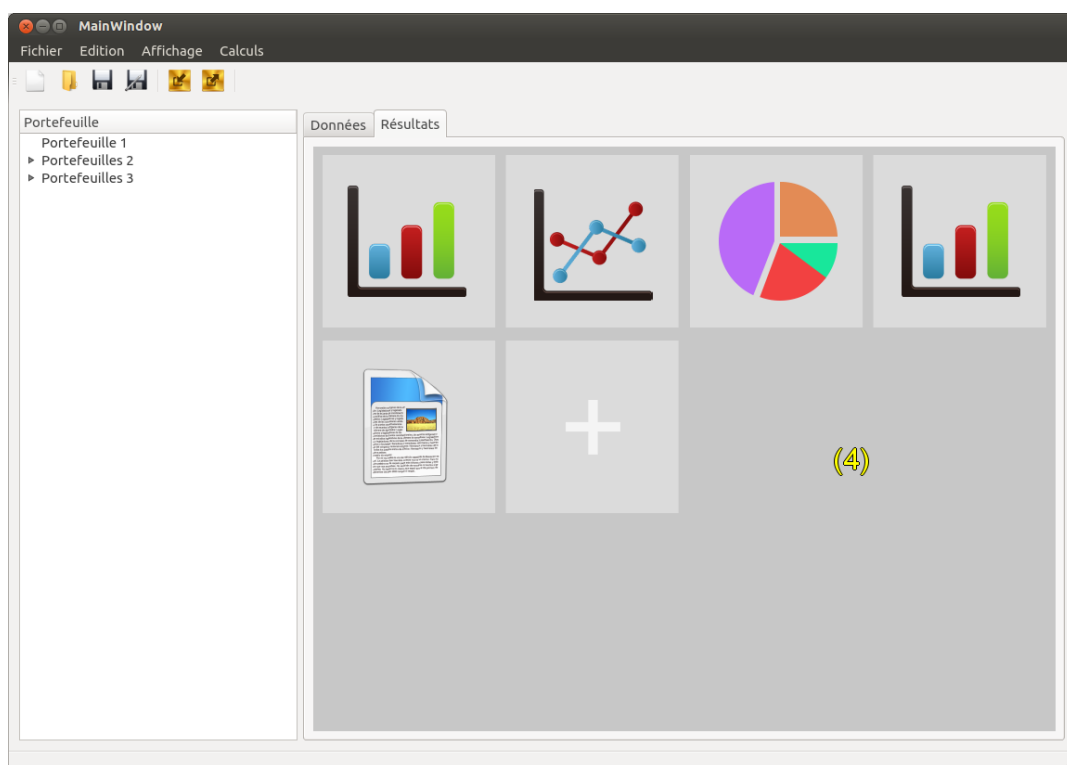 MainWindow
Fichier Edition Affichage Calculs
Portefeuille
Portefeuille 1
Portefeuilles 2
Portefeuilles 3
Données Résultats
(4)